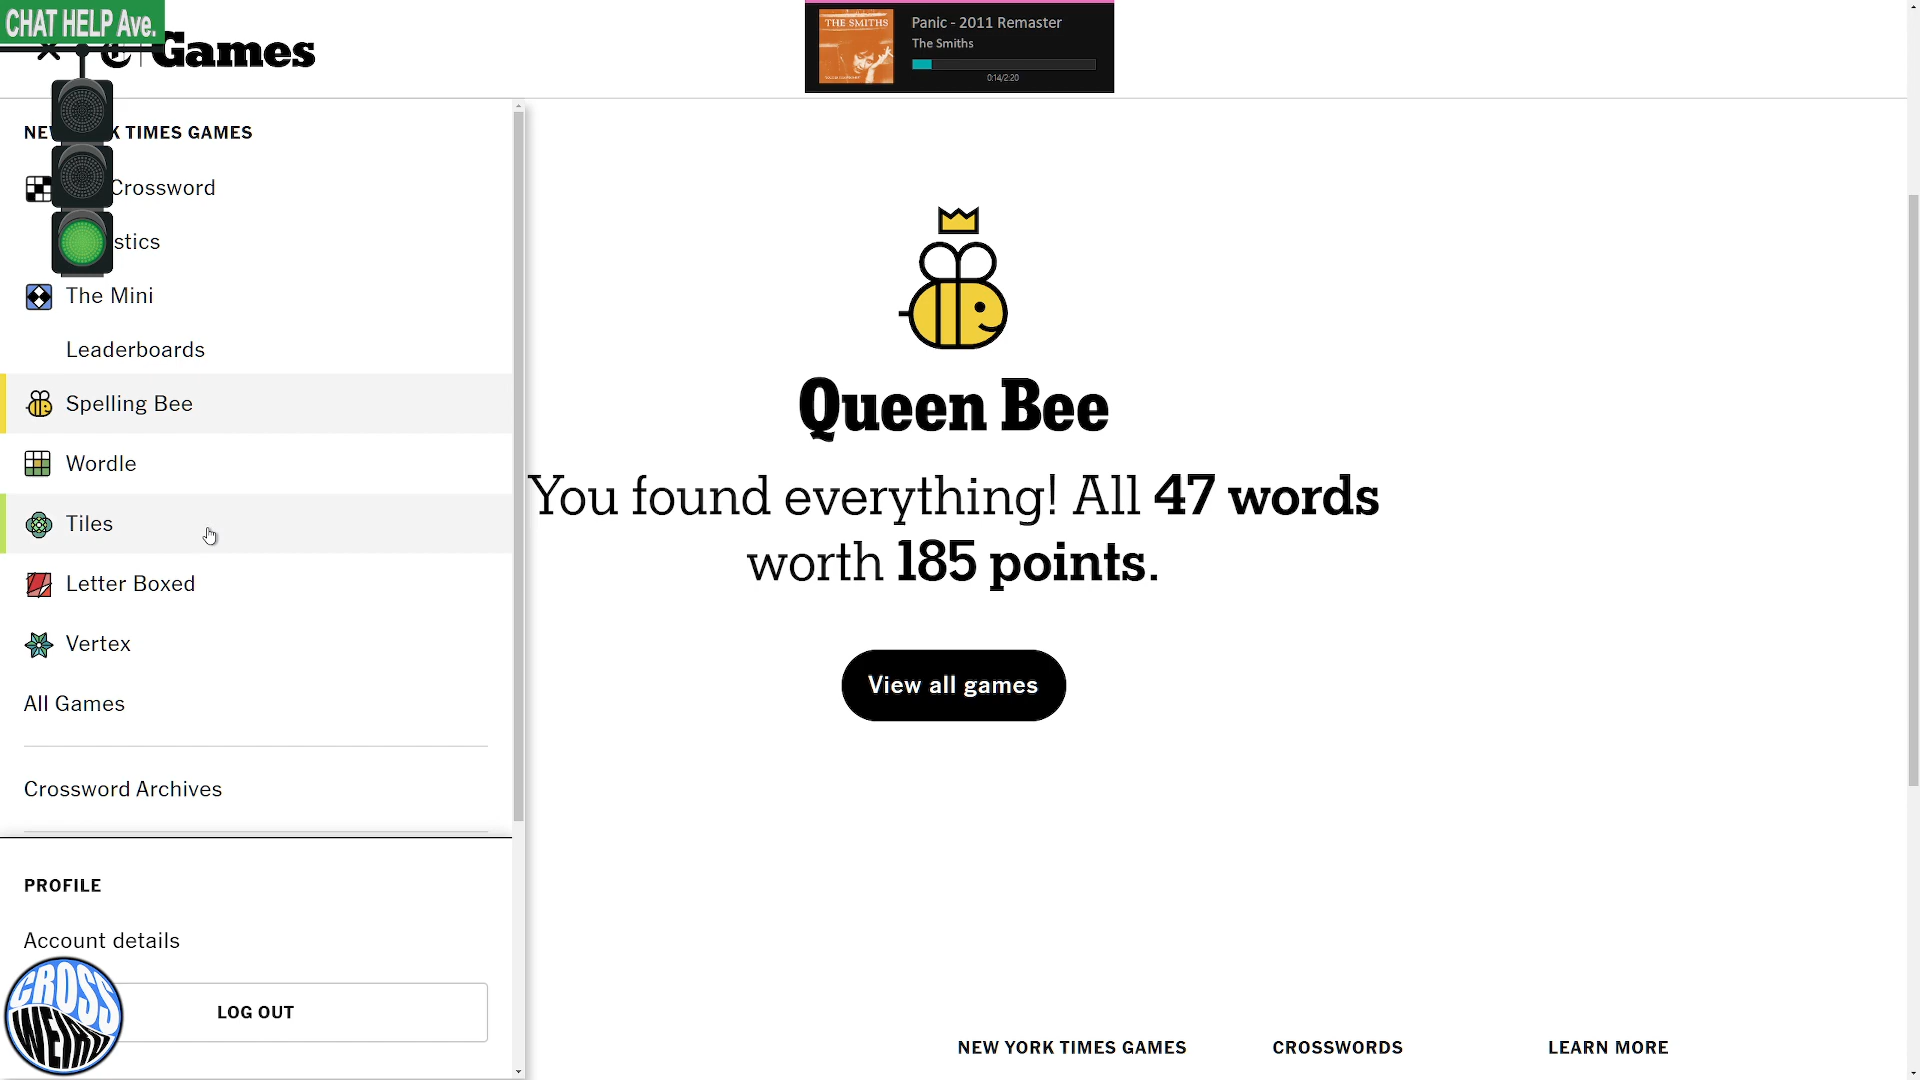 CHAT HELP Ave.
Games
THE SMITHS
Panic - 2011 Remaster
The Smiths
0:14/2:20
TIMES GAMES
Crossword
The Mini
Leaderboards
Spelling Bee
Wordle
Tiles
Letter Boxed
Vertex
All Games
Crossword Archives
PROFILE
Account details
LOG OUT
CROSS
WEIRD
Queen Bee
You found everything! All 47 words
worth 185 points.
View all games
NEW YORK TIMES GAMES
CROSSWORDS
LEARN MORE